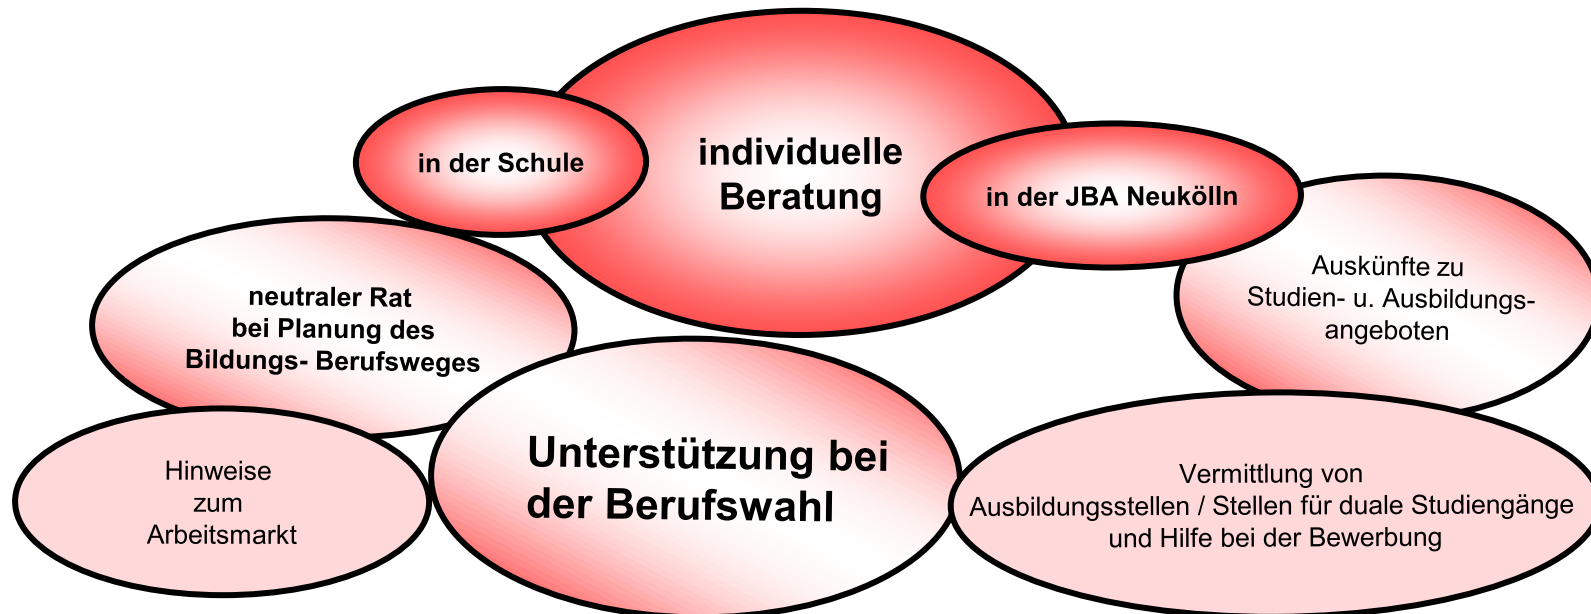 individuelle
Beratung
in der Schule
in der JBA Neukölln
neutraler Rat
bei Planung des
Bildungs- Berufsweges
Auskünfte zu
Studien- u. Ausbildungs-
angeboten
Unterstützung bei
der Berufswahl
Hinweise
zum
Arbeitsmarkt
Vermittlung von
Ausbildungsstellen / Stellen für duale Studiengänge
und Hilfe bei der Bewerbung